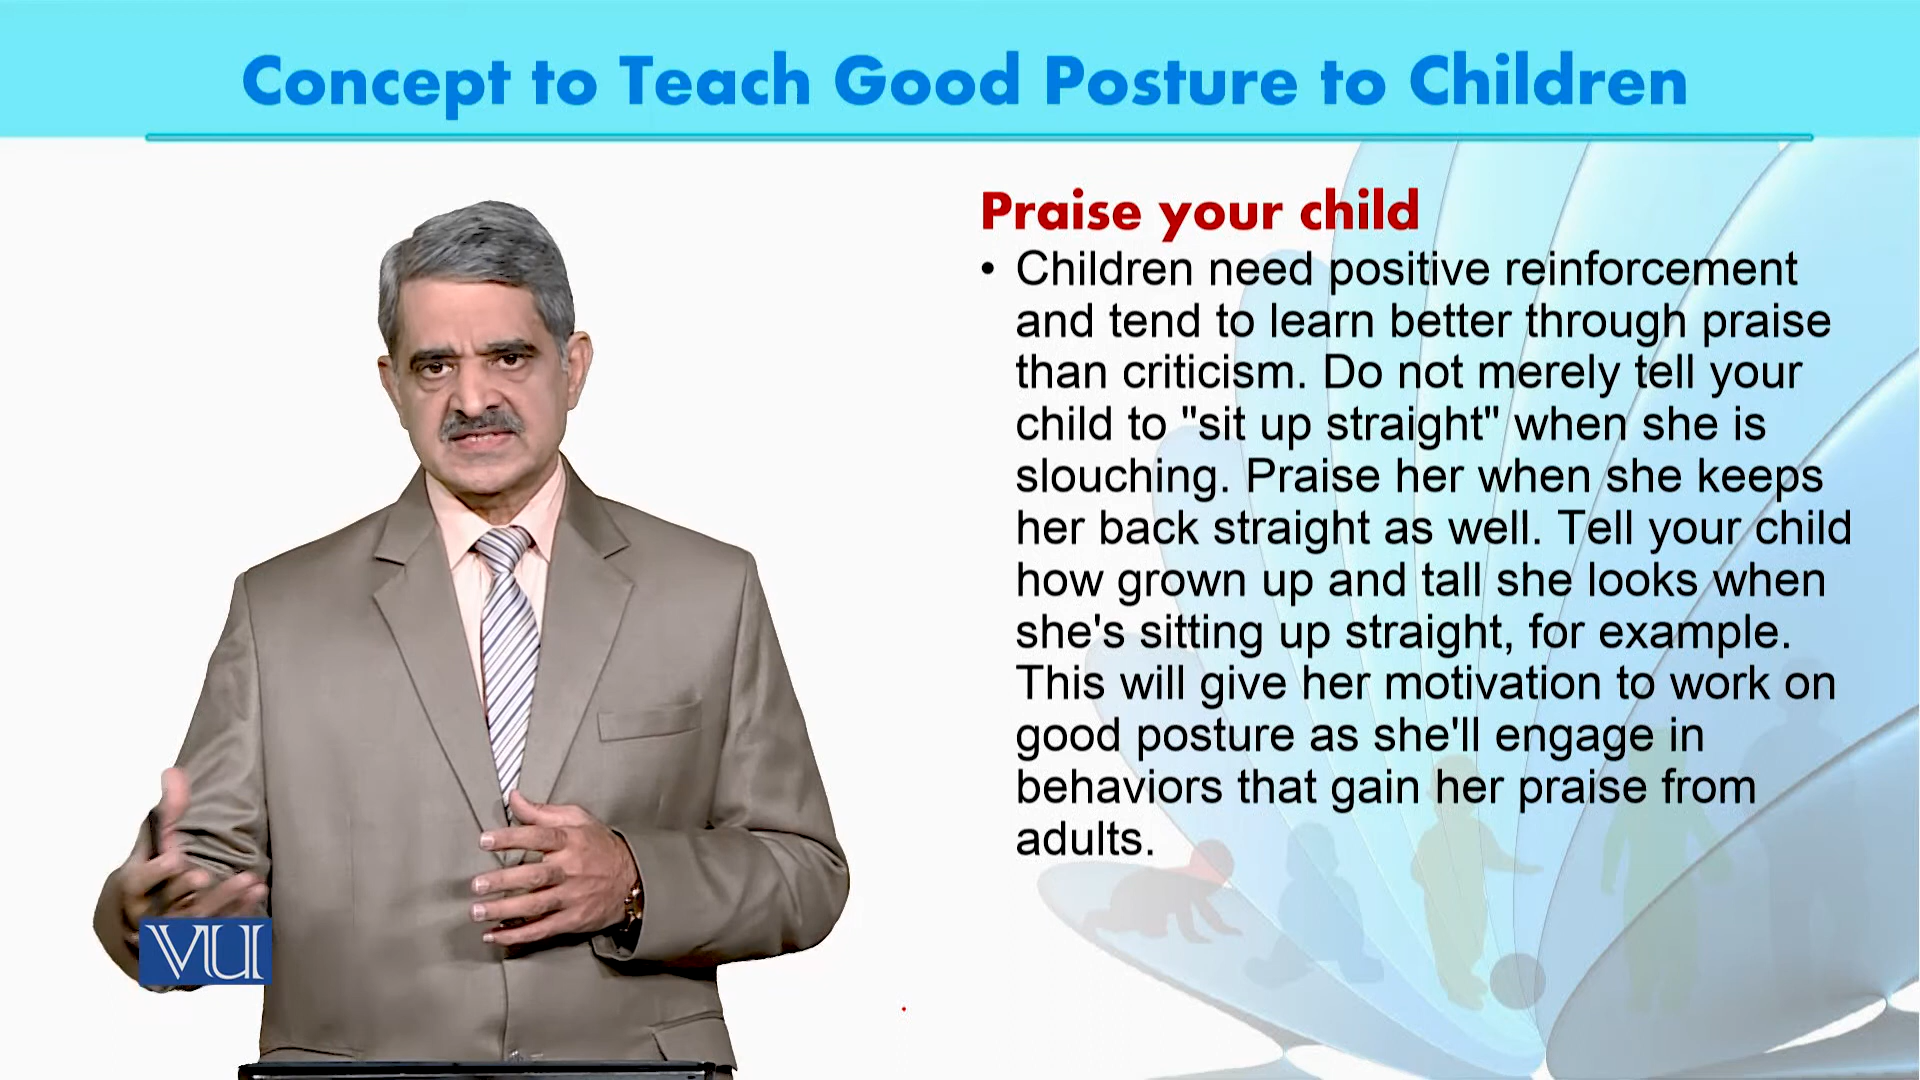 Concept to Teach Good Posture to Children
Praise your child
• Children need positive reinforcement
and tend to learn better through praise
than criticism. Do not merely tell your
child to "sit up straight" when she is
slouching. Praise her when she keeps
her back straight as well. Tell your child
how grown up and tall she looks when
she's sitting up straight, for example.
This will give her motivation to work on
good posture as she'll engage in
behaviors that gain her praise from
adults.
VU